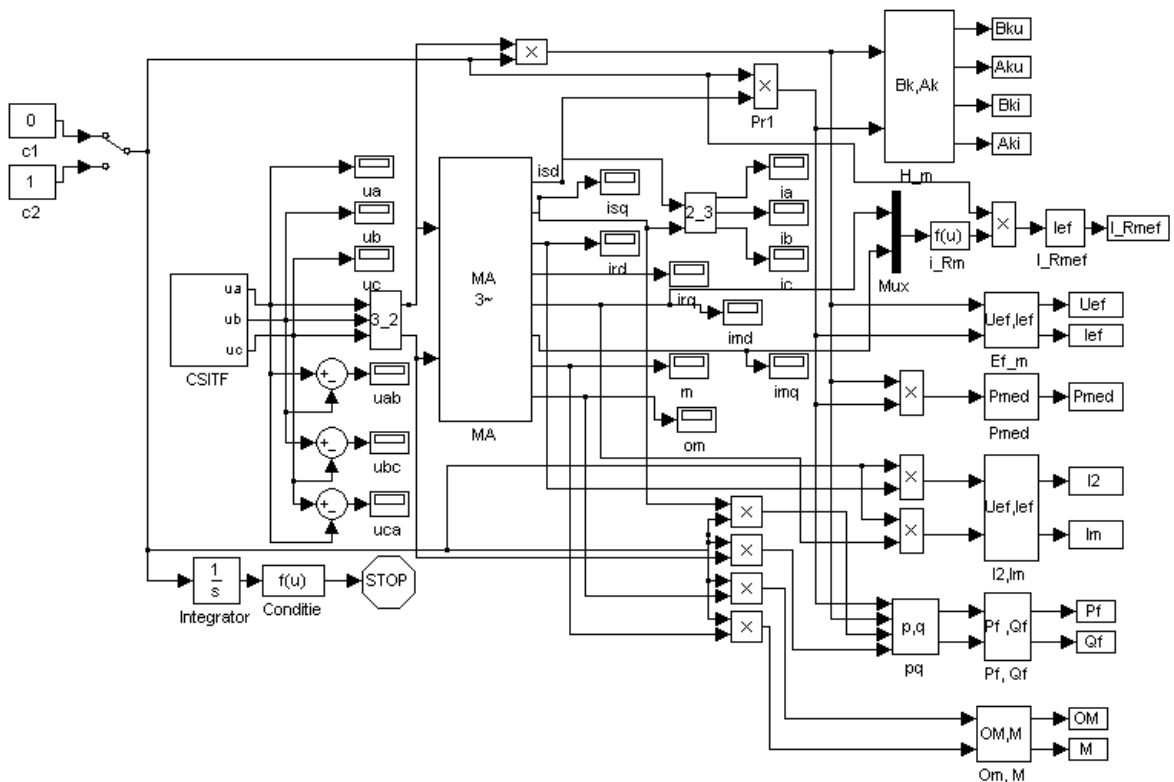 0
c1
1
c2
ua
ub
uc
CSITF
ua
ub
uc
3_2
+
-
uab
+
-
ubc
+
-
uca
1
s
Integrator
f(u)
Conditie
STOP
MA
3~
MA
isd
isq
ird
irq
imd
imq
m
om
2_3
ia
ib
ic
×
×
Pr1
Mux
f(u)
i_Rm
×
Ief
I_Rmef
I_Rmef
Bk,Ak
H_m
Bku
Aku
Bki
Aki
Uef,Ief
Ef_m
Uef
Ief
×
Pmed
Pmed
Pmed
×
×
Uef,Ief
I2,Im
I2
Im
×
×
×
×
p,q
pq
Pf ,Qf
Pf, Qf
Pf
Qf
OM,M
Om, M
OM
M